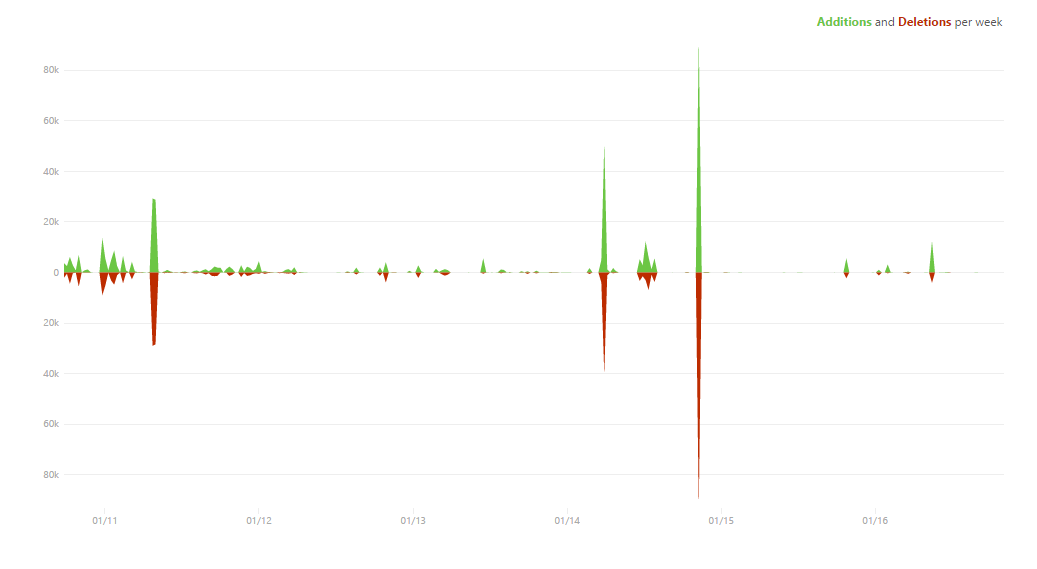 Additions and Deletions per week
80k
60k
40k
20k
0
20k
40k
60k
80k
01/11 01/12 01/13 01/14 01/15 01/16